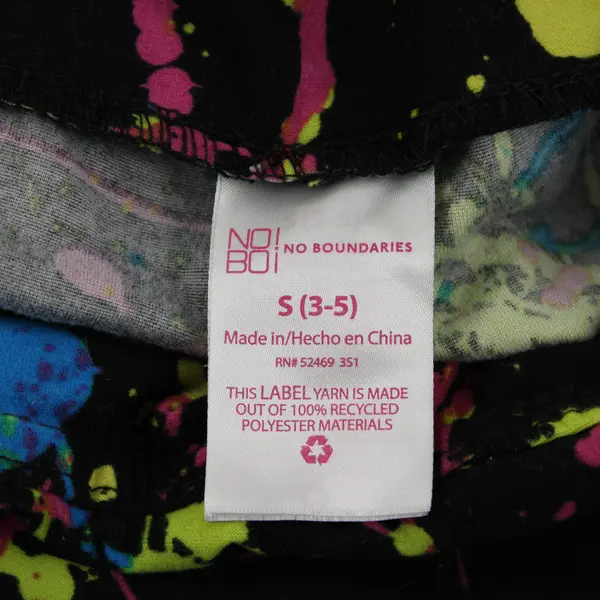 NO!
BOi
NO BOUNDARIES
S (3-5)
Made in/Hecho en China
RN# 52469 3S1
THIS LABEL YARN IS MADE
OUT OF 100% RECYCLED
POLYESTER MATERIALS